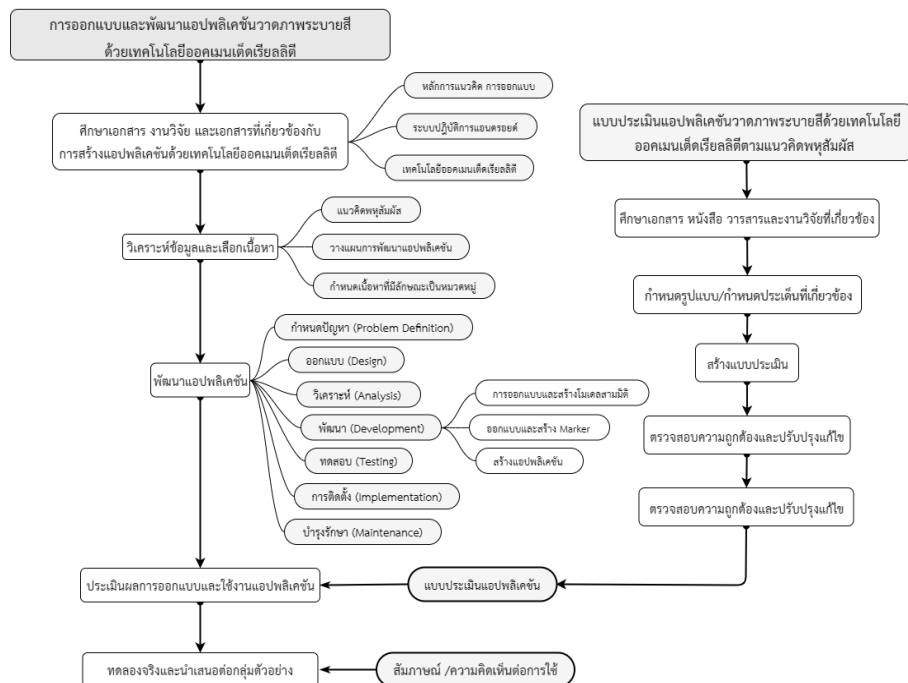 การออกแบบและพัฒนาแอปพลิเคชันวาดภาพระบายสี
ด้วยเทคโนโลยีออคเมนเต็ดเรียลลิตี
ศึกษาเอกสาร งานวิจัย และเอกสารที่เกี่ยวข้องกับ
การสร้างแอปพลิเคชันด้วยเทคโนโลยีออคเมนเต็ดเรียลลิตี
หลักการแนวคิด การออกแบบ
ระบบปฏิบัติการแอนดรอยด์
เทคโนโลยีออคเมนเต็ดเรียลลิตี
วิเคราะห์ข้อมูลและเลือกเนื้อหา
แนวคิดพหุสัมผัส
วางแผนการพัฒนาแอปพลิเคชัน
กำหนดเนื้อหาที่มีลักษณะเป็นหมวดหมู่
พัฒนาแอปพลิเคชัน
กำหนดปัญหา (Problem Definition)
ออกแบบ (Design)
วิเคราะห์ (Analysis)
พัฒนา (Development)
ทดสอบ (Testing)
การติดตั้ง (Implementation)
บำรุงรักษา (Maintenance)
การออกแบบและสร้างโมเดลสามมิติ
ออกแบบและสร้าง Marker
สร้างแอปพลิเคชัน
แบบประเมินแอปพลิเคชันวาดภาพระบายสีด้วยเทคโนโลยี
ออคเมนเต็ดเรียลลิตีตามแนวคิดพหุสัมผัส
ศึกษาเอกสาร หนังสือ วารสารและงานวิจัยที่เกี่ยวข้อง
กำหนดรูปแบบ/กำหนดประเด็นที่เกี่ยวข้อง
สร้างแบบประเมิน
ตรวจสอบความถูกต้องและปรับปรุงแก้ไข
ตรวจสอบความถูกต้องและปรับปรุงแก้ไข
ประเมินผลการออกแบบและใช้งานแอปพลิเคชัน
แบบประเมินแอปพลิเคชัน
ทดลองจริงและนำเสนอต่อกลุ่มตัวอย่าง
สัมภาษณ์ /ความคิดเห็นต่อการใช้